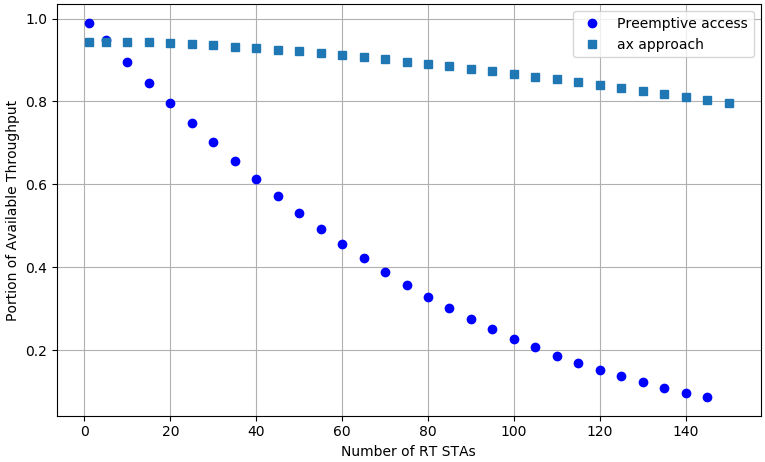 Preemptive access
ax approach
Portion of Available Throughput
1.0
0.8
0.6
0.4
0.2
0 20 40 60 80 100 120 140
Number of RT STAs